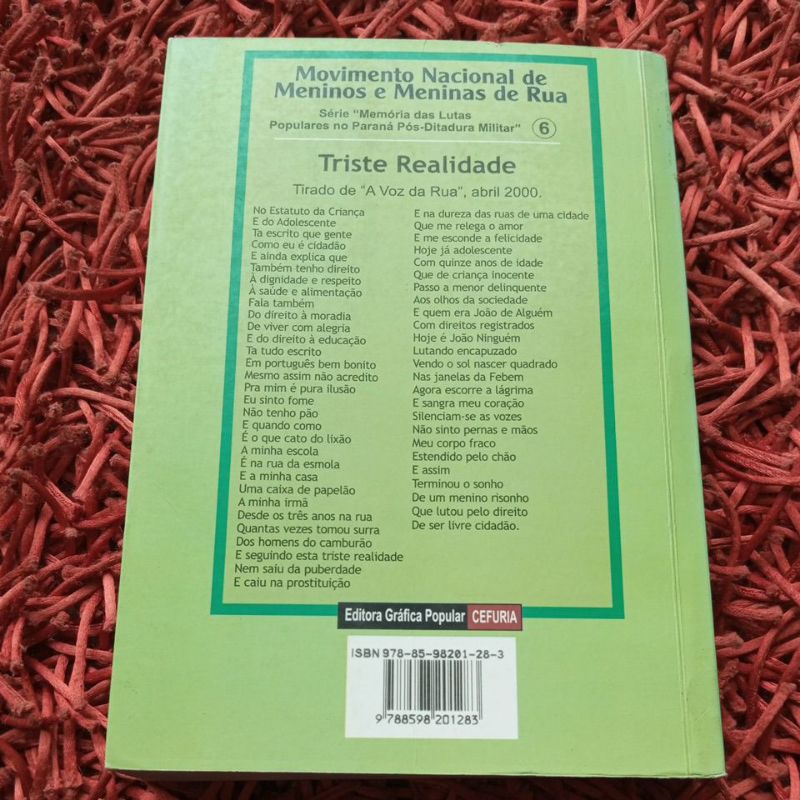 Movimento Nacional de
Meninos e Meninas de Rua
Série "Memória das Lutas
Populares no Paraná Pós-Ditadura Militar" 6
Triste Realidade
Tirado de "A Voz da Rua", abril 2000.
No Estatuto da Criança
E do Adolescente
Ta escrito que gente
Como eu é cidadão
E ainda explica que
Também tenho direito
À dignidade e respeito
À saúde e alimentação
Fala também
Do direito à moradia
De viver com alegria
E do direito à educação
Ta tudo escrito
Em português bem bonito
Mesmo assim não acredito
Pra mim é pura ilusão
Eu sinto fome
Não tenho pão
E quando como
É o que cato do lixão
A minha escola
É na rua da esmola
E a minha casa
Uma caixa de papelão
A minha irmã
Desde os três anos na rua
Quantas vezes tomou surra
Dos homens do camburão
E seguindo esta triste realidade
Nem saiu da puberdade
E caiu na prostituição
E na dureza das ruas de uma cidade
Que me relega o amor
E me esconde a felicidade
Hoje já adolescente
Com quinze anos de idade
Que de criança inocente
Passo a menor delinquente
Aos olhos da sociedade
E quem era João de Alguém
Com direitos registrados
Hoje é João Ninguém
Lutando encapuzado
Vendo o sol nascer quadrado
Nas janelas da Febem
Agora escorre a lágrima
E sangra meu coração
Silenciam-se as vozes
Não sinto pernas e mãos
Meu corpo fraco
Estendido pelo chão
E assim
Terminou o sonho
De um menino risonho
Que lutou pelo direito
De ser livre cidadão.
Editora Gráfica Popular CEFURIA
ISBN 978-85-98201-28-3
9 788598 201283